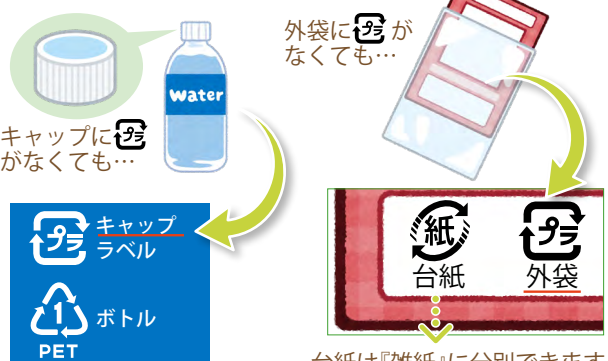 キャップにプラ
がなくても…
Water
プラ キャップ
ラベル
1 ボトル
PET
外袋にプラが
なくても…
紙 プラ
台紙 外袋
台紙は『雑紙』に分別できます